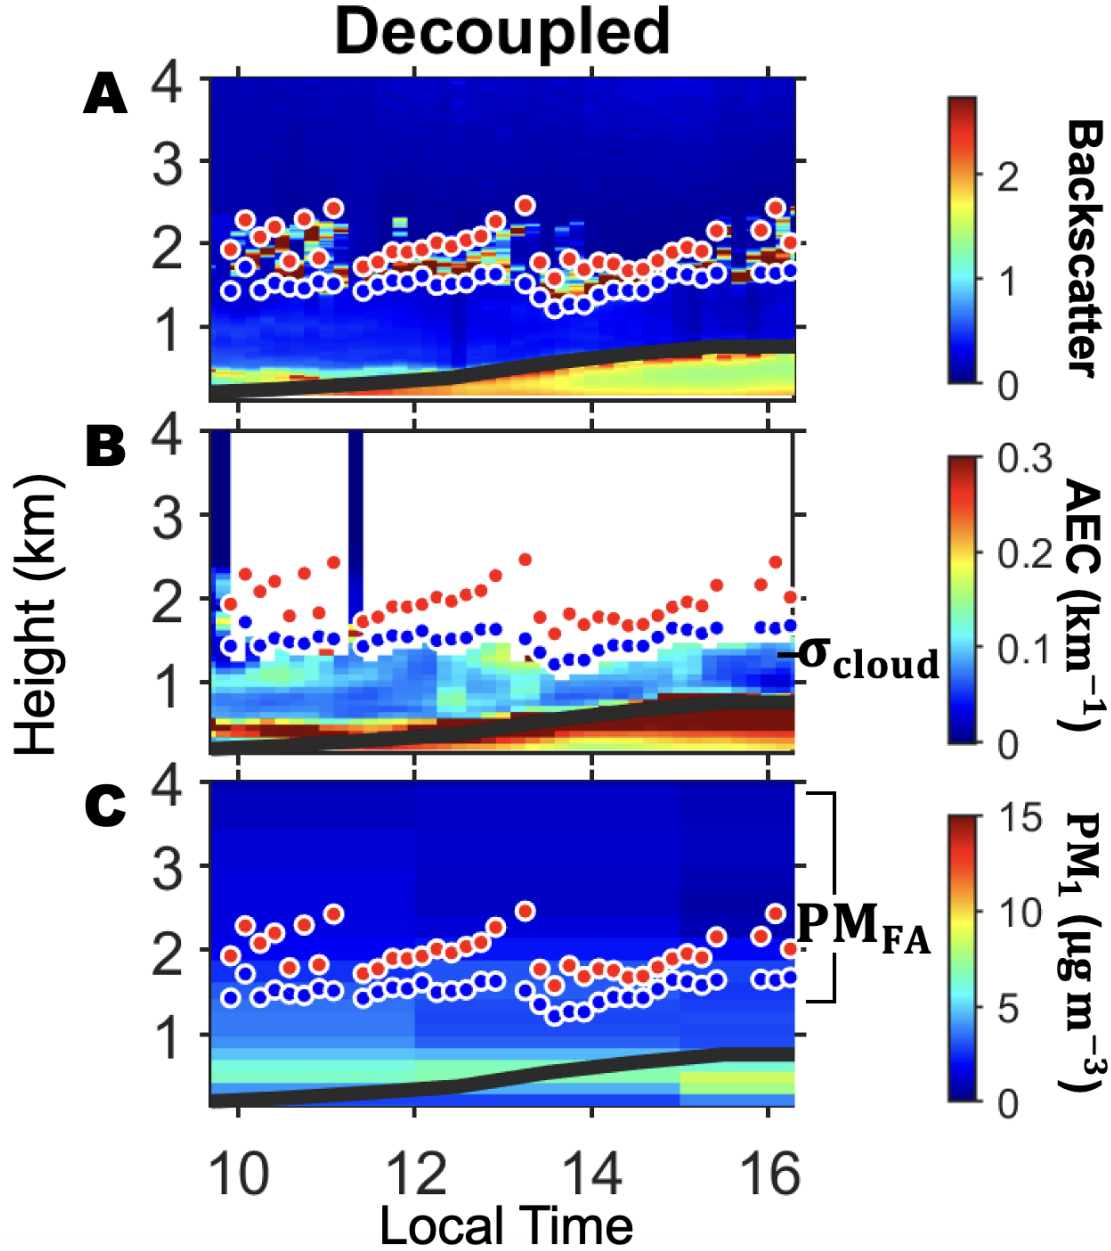 Decoupled
A
4
3
2
1
2
1
0
Backscatter
B
4
3
2
1
σcloud
0.3
0.2
0.1
0
AEC (km⁻¹)
Height (km)
C
4
3
2
1
PMFA
15
10
5
0
PM₁ (μg m⁻³)
10 12 14 16
Local Time